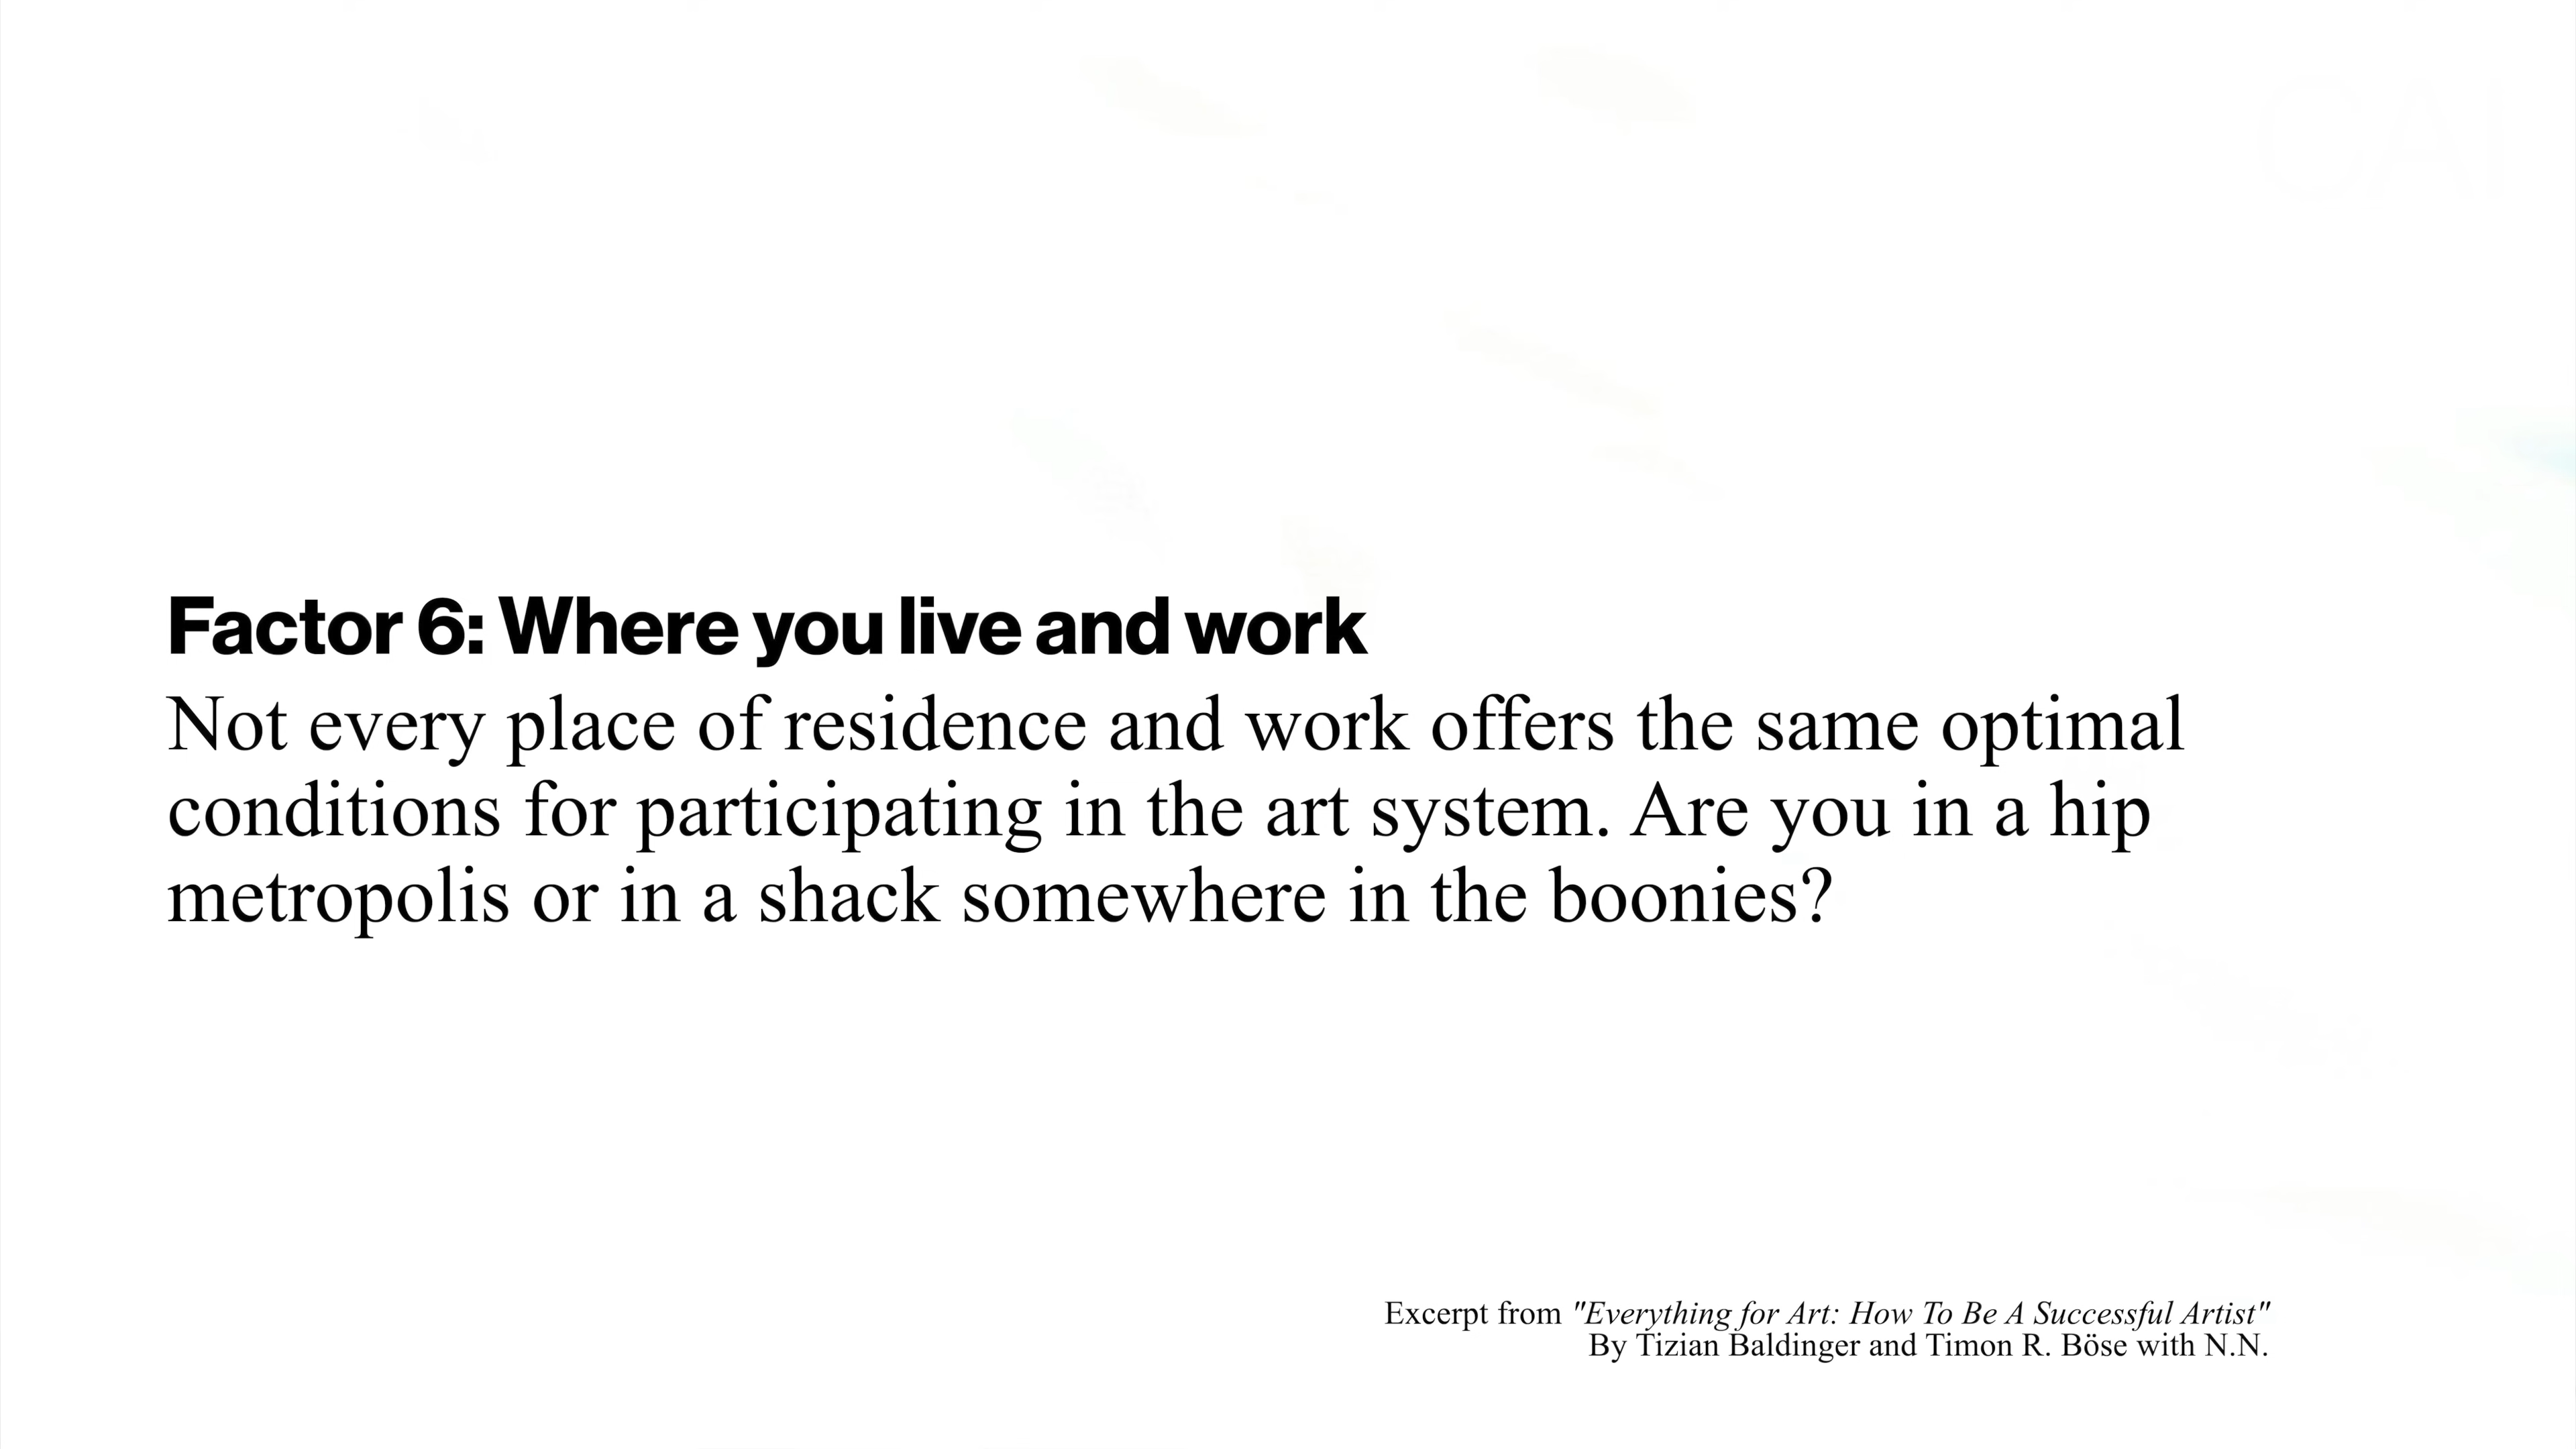 Factor 6: Where you live and work
Not every place of residence and work offers the same optimal
conditions for participating in the art system. Are you in a hip
metropolis or in a shack somewhere in the boonies?
Excerpt from "Everything for Art: How To Be A Successful Artist"
By Tizian Baldinger and Timon R. Böse with N.N.